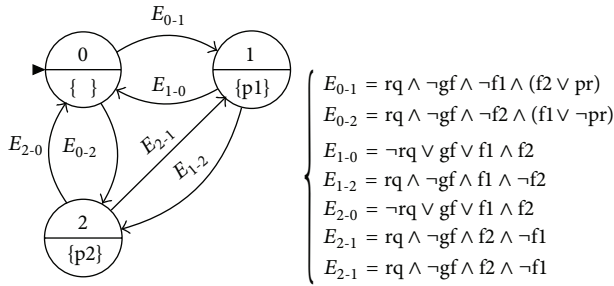 E0-1
0
1
{ }
E1-0
{p1}
E2-0
E0-2
E2-1
E1-2
2
{p2}
E0-1 = rq ∧ ¬gf ∧ ¬f1 ∧ (f2 ∨ pr)
E0-2 = rq ∧ ¬gf ∧ ¬f2 ∧ (f1 ∨ ¬pr)
E1-0 = ¬rq ∨ gf ∨ f1 ∧ f2
E1-2 = rq ∧ ¬gf ∧ f1 ∧ ¬f2
E2-0 = ¬rq ∨ gf ∨ f1 ∧ f2
E2-1 = rq ∧ ¬gf ∧ f2 ∧ ¬f1
E2-1 = rq ∧ ¬gf ∧ f2 ∧ ¬f1